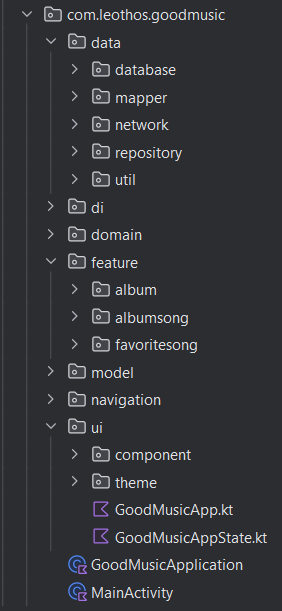 com.leothos.goodmusic
data
database
mapper
network
repository
util
di
domain
feature
album
albumsong
favoritesong
model
navigation
ui
component
theme
GoodMusicApp.kt
GoodMusicAppState.kt
GoodMusicApplication
MainActivity